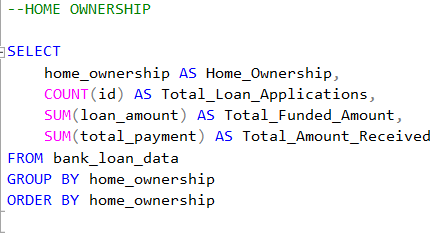 --HOME OWNERSHIP
SELECT
home_ownership AS Home_Ownership,
COUNT(id) AS Total_Loan_Applications,
SUM(loan_amount) AS Total_Funded_Amount,
SUM(total_payment) AS Total_Amount_Received
FROM bank_loan_data
GROUP BY home_ownership
ORDER BY home_ownership